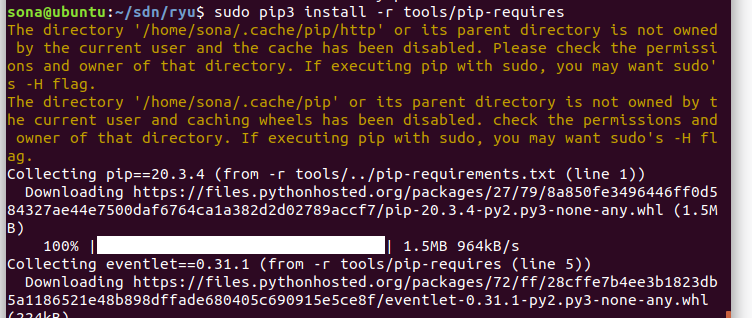 sona@ubuntu:~/sdn/ryu$ sudo pip3 install -r tools/pip-requires
The directory '/home/sona/.cache/pip/http' or its parent directory is not owned
 by the current user and the cache has been disabled. Please check the permissi
ons and owner of that directory. If executing pip with sudo, you may want sudo'
s -H flag.
The directory '/home/sona/.cache/pip' or its parent directory is not owned by t
he current user and caching wheels has been disabled. check the permissions and
 owner of that directory. If executing pip with sudo, you may want sudo's -H fl
ag.
Collecting pip==20.3.4 (from -r tools/../pip-requirements.txt (line 1))
  Downloading https://files.pythonhosted.org/packages/27/79/8a850fe3496446ff0d5
84327ae44e7500daf6764ca1a382d2d02789accf7/pip-20.3.4-py2.py3-none-any.whl (1.5M
B)
    100% || 1.5MB 964kB/s
Collecting eventlet==0.31.1 (from -r tools/pip-requires (line 5))
  Downloading https://files.pythonhosted.org/packages/72/ff/28cffe7b4ee3b1823db
5a1186521e48b898dffade680405c690915e5ce8f/eventlet-0.31.1-py2.py3-none-any.whl
(224kB)